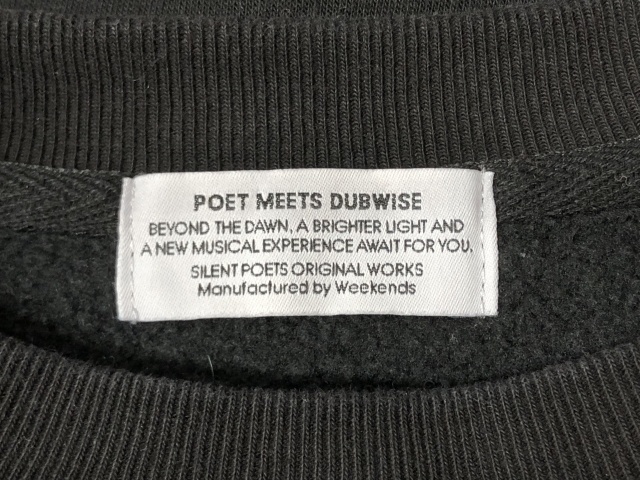 POET MEETS DUBWISE
BEYOND THE DAWN, A BRIGHTER LIGHT AND
A NEW MUSICAL EXPERIENCE AWAIT FOR YOU.
SILENT POETS ORIGINAL WORKS
Manufactured by Weekends